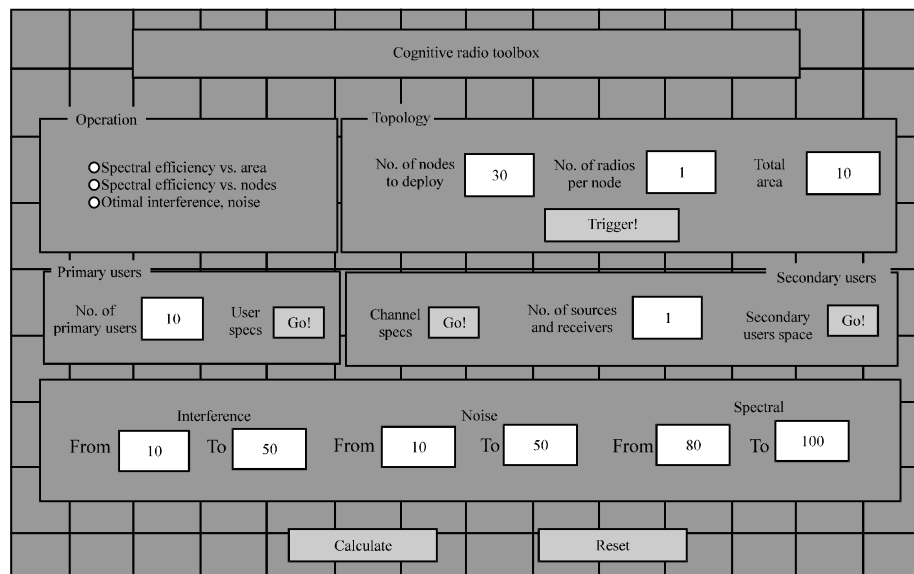 Cognitive radio toolbox
Operation
Spectral efficiency vs. area
Spectral efficiency vs. nodes
Otimal interference, noise
Topology
No. of nodes
to deploy
30
No. of radios
per node
1
Total
area
10
Trigger!
Primary users
No. of
primary users
10
User
specs
Go!
Secondary users
Channel
specs
Go!
No. of sources
and receivers
1
Secondary
users space
Go!
Interference
From 10 To 50
Noise
From 10 To 50
Spectral
From 80 To 100
Calculate
Reset